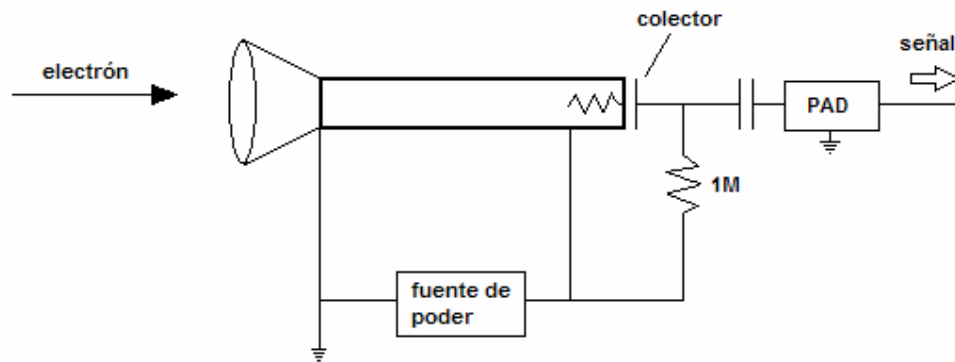 colector
señal
electrón
PAD
1M
fuente de
poder